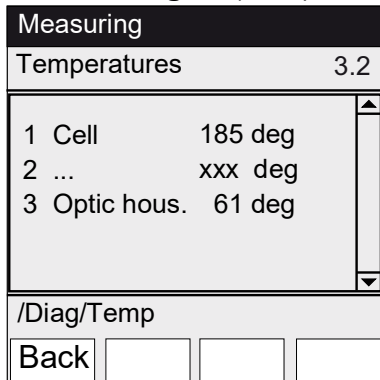 Measuring
Temperatures 3.2
1 Cell 185 deg
2 ... xxx deg
3 Optic hous. 61 deg
/Diag/Temp
Back